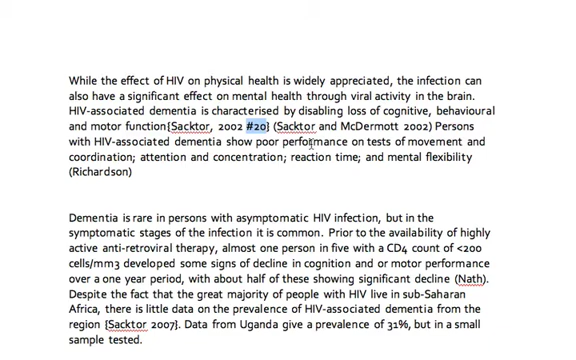 While the effect of HIV on physical health is widely appreciated, the infection can
also have a significant effect on mental health through viral activity in the brain.
HIV-associated dementia is characterised by disabling loss of cognitive, behavioural
and motor function{Sacktor, 2002 #20} (Sacktor and McDermott 2002) Persons
with HIV-associated dementia show poor performance on tests of movement and
coordination; attention and concentration; reaction time; and mental flexibility
(Richardson)
Dementia is rare in persons with asymptomatic HIV infection, but in the
symptomatic stages of the infection it is common. Prior to the availability of highly
active anti-retroviral therapy, almost one person in five with a CD4 count of <200
cells/mm3 developed some signs of decline in cognition and or motor performance
over a one year period, with about half of these showing significant decline (Nath).
Despite the fact that the great majority of people with HIV live in sub-Saharan
Africa, there is little data on the prevalence of HIV-associated dementia from the
region {Sacktor 2007}. Data from Uganda give a prevalence of 31%, but in a small
sample tested.